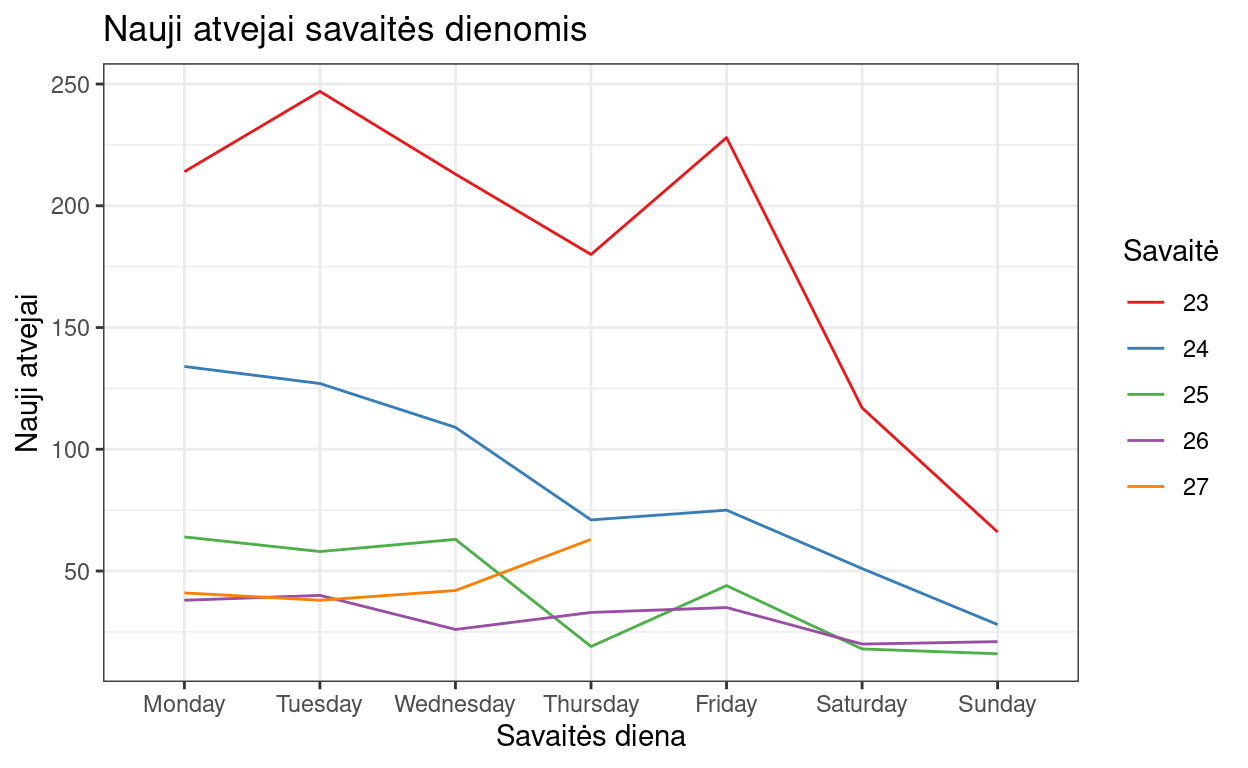 Nauji atvejai savaitės dienomis
Nauji atvejai
250
200
150
100
50
Monday Tuesday Wednesday Thursday Friday Saturday Sunday
Savaitės diena
Savaitė
23
24
25
26
27